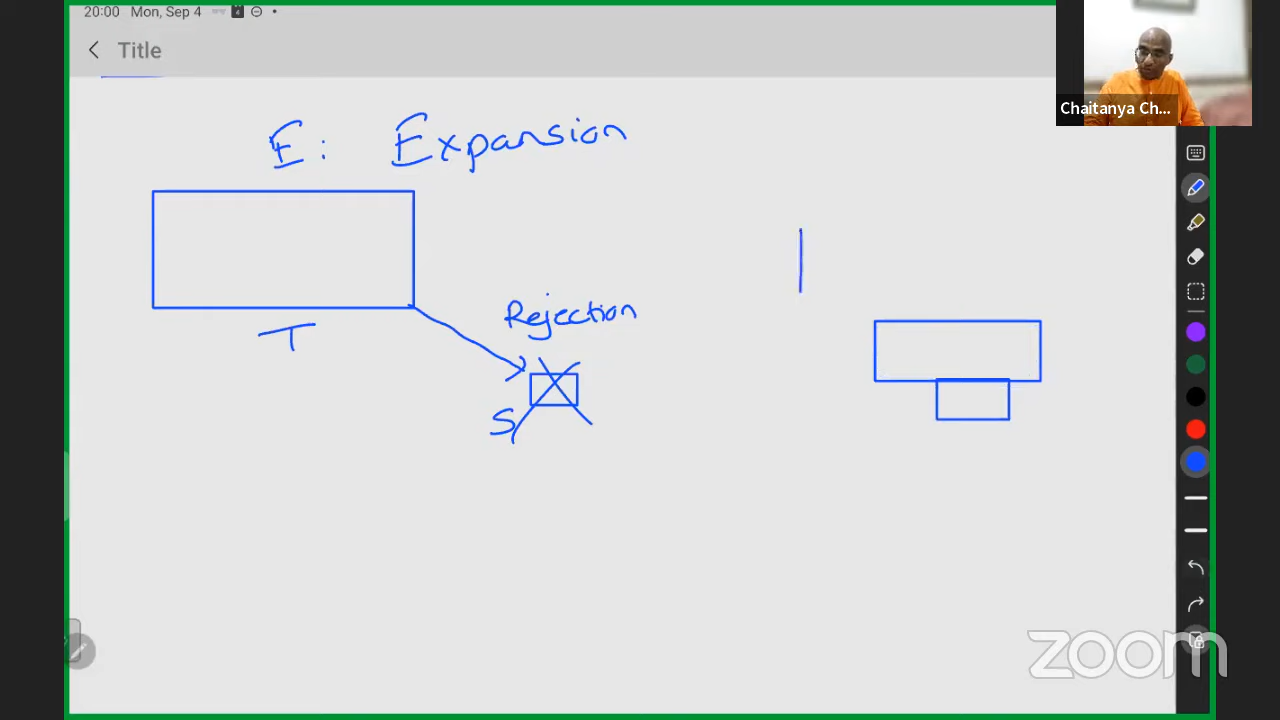 20:00 Mon, Sep 4
Title
Chaitanya Ch...
E: Expansion
Rejection
T
S
zoom